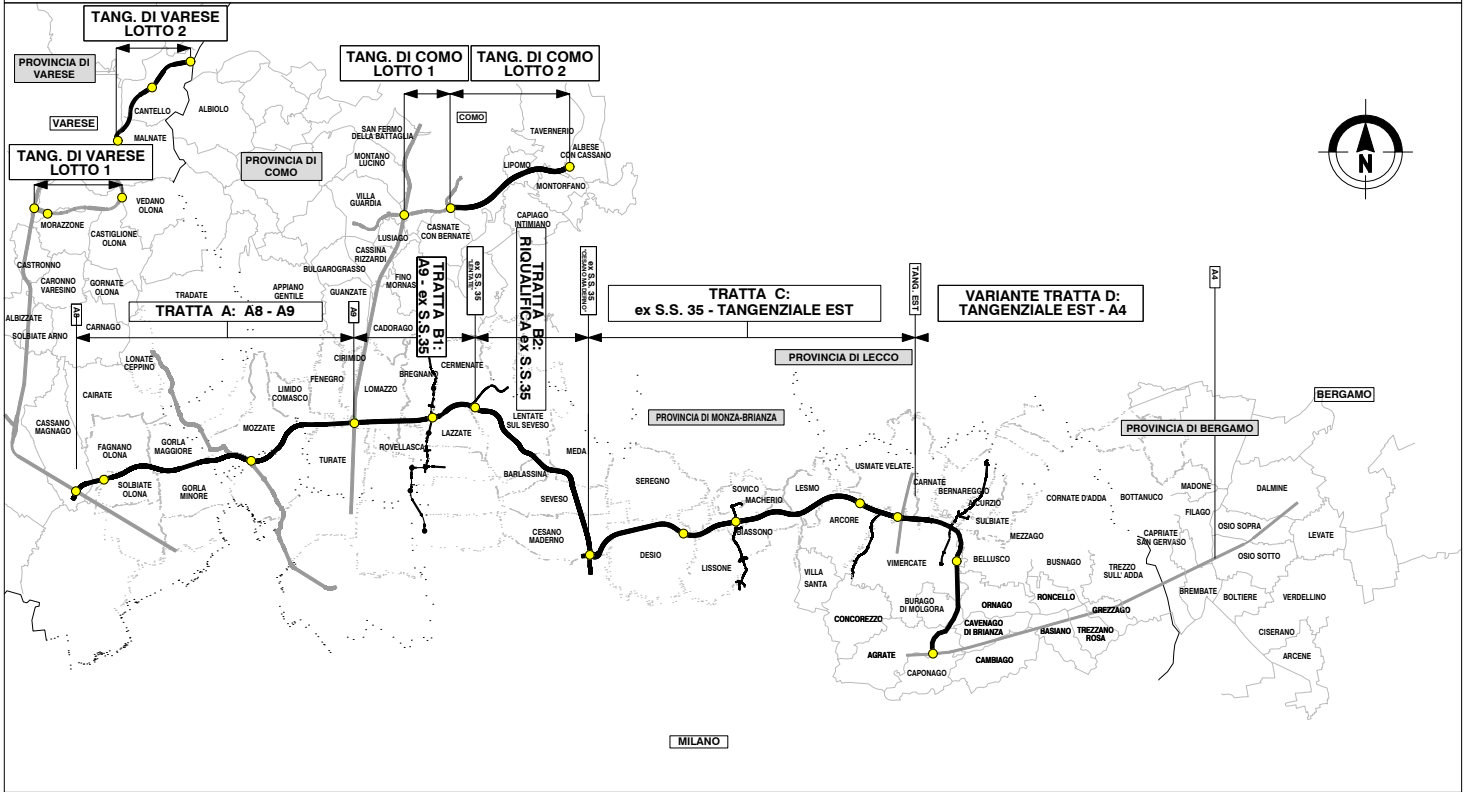 TANG. DI VARESE
LOTTO 2
PROVINCIA DI
VARESE
TANG. DI COMO
LOTTO 1
TANG. DI COMO
LOTTO 2
CANTELLO
ALBIOLO
VARESE
MALNATE
COMO
SAN FERMO
DELLA BATTAGLIA
TAVERNERIO
ALBESE
CON CASSANO
N
TANG. DI VARESE
LOTTO 1
PROVINCIA DI
COMO
MONTANO
LUCINO
LIPOMO
MONTORFANO
VEDANO
OLONA
VILLA
GUARDIA
MORAZZONE
CASTIGLIONE
OLONA
LUSIAGO
CASNATE
CON BERNATE
CAPIAGO
INTIMIANO
CASSINA
RIZZARDI
CASTRONNO
BULGAROGRASSO
CARONNO
VARESINO
GORNATE
OLONA
APPIANO
GENTILE
GUANZATE
FINO
MORNAS
TRADATE
TRATTA B1:
A9 - ex S.S.35
ex S.S. 35
"LENTATE"
TRATTA B2:
RIQUALIFICA ex S.S.35
ex S.S. 35
"CESANO MADERNO"
TRATTA C:
ex S.S. 35 - TANGENZIALE EST
TANG. EST
VARIANTE TRATTA D:
TANGENZIALE EST - A4
A4
ALBIZZATE
A8
TRATTA A: A8 - A9
A9
SOLBIATE ARNO
CARNAGO
CADORAGO
LONATE
CEPPINO
CIRIMIDO
CERMENATE
PROVINCIA DI LECCO
FENEGRO
BREGNANO
LIMIDO
COMASCO
LOMAZZO
CAIRATE
PROVINCIA DI MONZA-BRIANZA
BERGAMO
PROVINCIA DI BERGAMO
CASSANO
MAGNAGO
MOZZATE
LENTATE
SUL SEVESO
LAZZATE
FAGNANO
OLONA
GORLA
MAGGIORE
ROVELLASCA
TURATE
MEDA
BARLASSINA
USMATE VELATE
SEREGNO
CARNATE
SOLBIATE
OLONA
GORLA
MINORE
SEVESO
SOVICO
MACHERIO
LESMO
BERNAREGGIO
AICURZIO
CORNATE D'ADDA
BOTTANUCO
MADONE
DALMINE
FILAGO
ARCORE
SULBIATE
MEZZAGO
CAPRIATE
SAN GERVASO
OSIO SOPRA
CESANO
MADERNO
BIASSONO
LEVATE
DESIO
LISSONE
OSIO SOTTO
VIMERCATE
BELLUSCO
BUSNAGO
TREZZO
SULL' ADDA
VILLA
SANTA
BREMBATE
BOLTIERE
VERDELLINO
BURAGO
DI MOLGORA
ORNAGO
RONCELLO
GREZZAGO
CONCOREZZO
CAVENAGO
DI BRIANZA
BASIANO
TREZZANO
ROSA
CISERANO
ARCENE
AGRATE
CAMBIAGO
CAPONAGO
MILANO